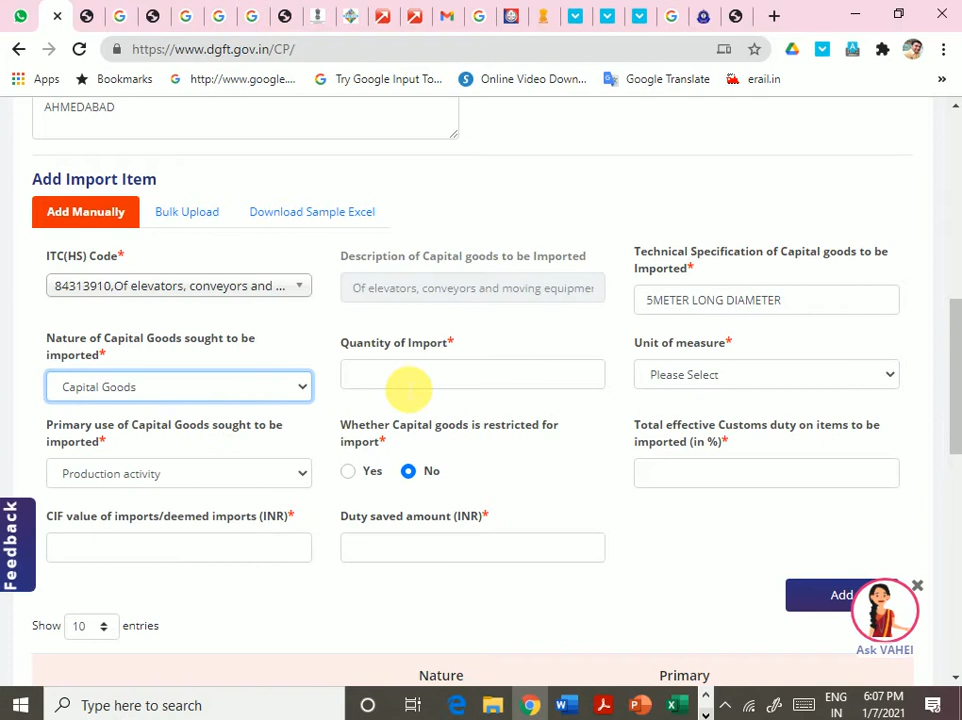 https://www.dgft.gov.in/CP/
Apps
Bookmarks
http://www.google....
Try Google Input To...
Online Video Down...
Google Translate
erail.in
»
AHMEDABAD
Add Import Item
Add Manually
Bulk Upload
Download Sample Excel
ITC(HS) Code*
Description of Capital goods to be Imported
Technical Specification of Capital goods to be
Imported*
84313910,Of elevators, conveyors and ...
Of elevators, conveyors and moving equipmer
5METER LONG DIAMETER
Nature of Capital Goods sought to be
imported*
Quantity of Import*
Unit of measure*
Capital Goods
Please Select
Primary use of Capital Goods sought to be
imported*
Whether Capital goods is restricted for
import*
Total effective Customs duty on items to be
imported (in %)*
Production activity
Yes
No
CIF value of imports/deemed imports (INR)*
Duty saved amount (INR)*
Feedback
Add
Ask VAHEI
Show 10 entries
Nature
Primary
Type here to search
ENG
IN
6:07 PM
1/7/2021